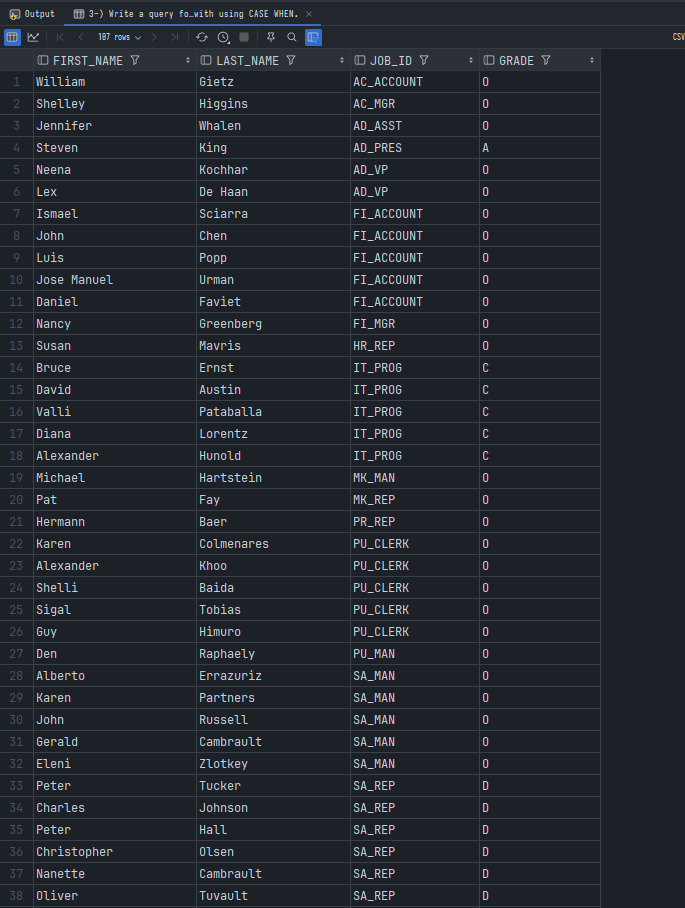 Output 3-) Write a query fo...with using CASE WHEN.
107 rows CSV
FIRST_NAME LAST_NAME JOB_ID GRADE
1 William Gietz AC_ACCOUNT O
2 Shelley Higgins AC_MGR O
3 Jennifer Whalen AD_ASST O
4 Steven King AD_PRES A
5 Neena Kochhar AD_VP O
6 Lex De Haan AD_VP O
7 Ismael Sciarra FI_ACCOUNT O
8 John Chen FI_ACCOUNT O
9 Luis Popp FI_ACCOUNT O
10 Jose Manuel Urman FI_ACCOUNT O
11 Daniel Faviet FI_ACCOUNT O
12 Nancy Greenberg FI_MGR O
13 Susan Mavris HR_REP O
14 Bruce Ernst IT_PROG C
15 David Austin IT_PROG C
16 Valli Pataballa IT_PROG C
17 Diana Lorentz IT_PROG C
18 Alexander Hunold IT_PROG C
19 Michael Hartstein MK_MAN O
20 Pat Fay MK_REP O
21 Hermann Baer PR_REP O
22 Karen Colmenares PU_CLERK O
23 Alexander Khoo PU_CLERK O
24 Shelli Baida PU_CLERK O
25 Sigal Tobias PU_CLERK O
26 Guy Himuro PU_CLERK O
27 Den Raphaely PU_MAN O
28 Alberto Errazuriz SA_MAN O
29 Karen Partners SA_MAN O
30 John Russell SA_MAN O
31 Gerald Cambrault SA_MAN O
32 Eleni Zlotkey SA_MAN O
33 Peter Tucker SA_REP D
34 Charles Johnson SA_REP D
35 Peter Hall SA_REP D
36 Christopher Olsen SA_REP D
37 Nanette Cambrault SA_REP D
38 Oliver Tuvault SA_REP D